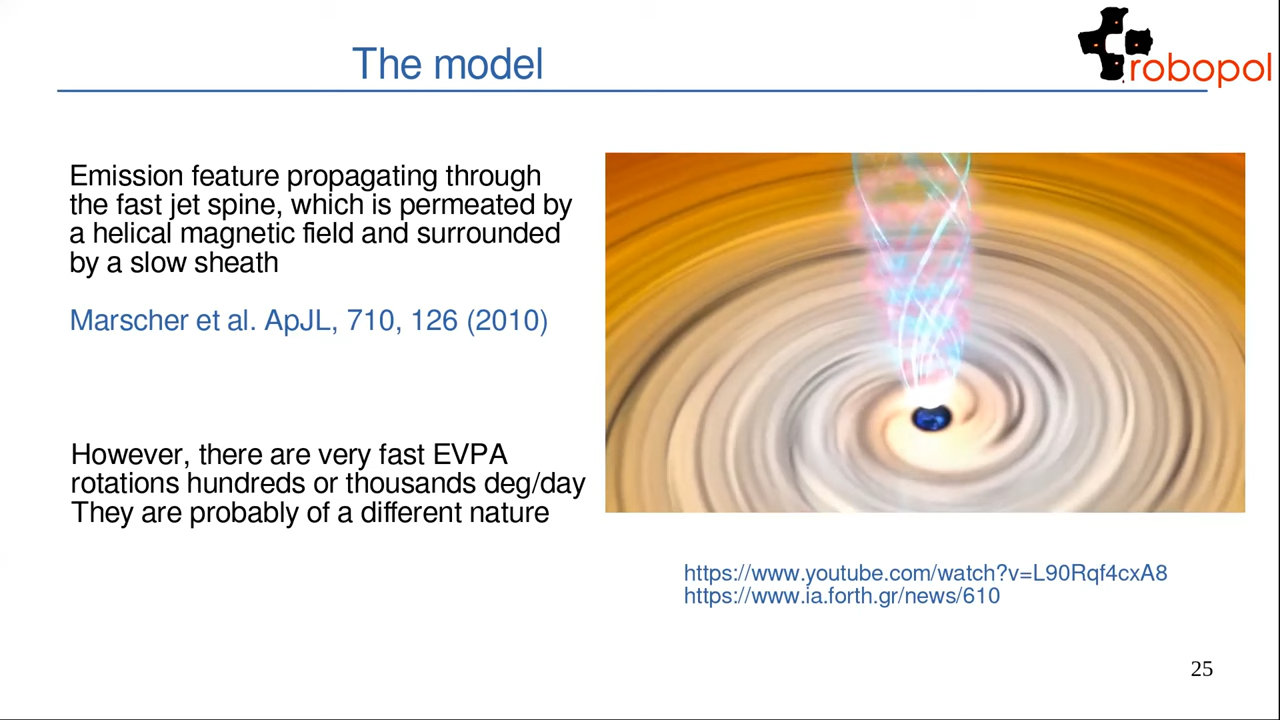 The model
robopol
Emission feature propagating through
the fast jet spine, which is permeated by
a helical magnetic field and surrounded
by a slow sheath
Marscher et al. ApJL, 710, 126 (2010)
However, there are very fast EVPA
rotations hundreds or thousands deg/day
They are probably of a different nature
https://www.youtube.com/watch?v=L90Rqf4cxA8
https://www.ia.forth.gr/news/610
25